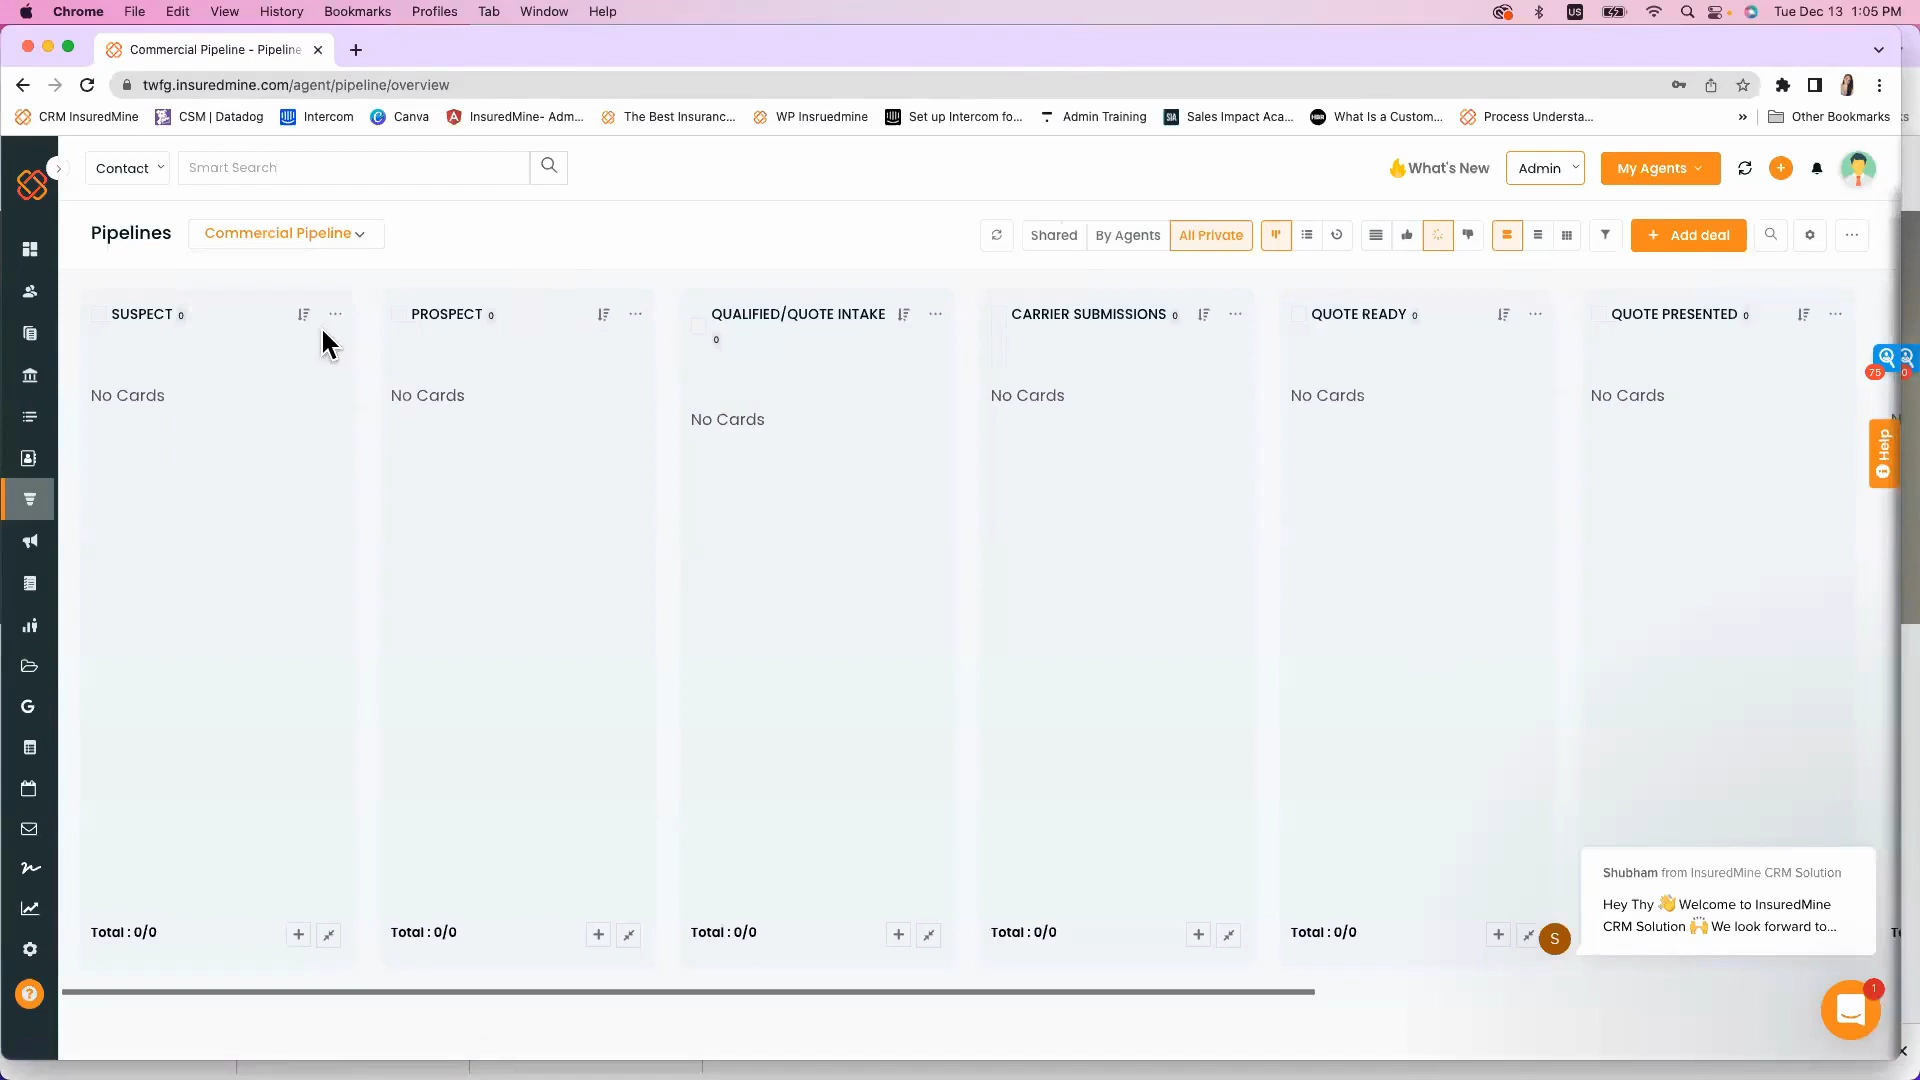 Chrome File Edit View History Bookmarks Profiles Tab Window Help US Tue Dec 13 1:05 PM
Commercial Pipeline - Pipeline
twfg.insuredmine.com/agent/pipeline/overview
CRM InsuredMine CSM | Datadog Intercom Canva InsuredMine- Adm... The Best Insuranc... WP Insruedmine Set up Intercom fo... Admin Training SIA Sales Impact Aca... HBR What Is a Custom... Process Understa... » Other Bookmarks
Contact Smart Search What's New Admin My Agents
Pipelines Commercial Pipeline Shared By Agents All Private + Add deal
SUSPECT 0 PROSPECT 0 QUALIFIED/QUOTE INTAKE CARRIER SUBMISSIONS 0 QUOTE READY 0 QUOTE PRESENTED 0
0
75 0
No Cards No Cards No Cards No Cards No Cards
No Cards
Help
Shubham from InsuredMine CRM Solution
Hey Thy 👋 Welcome to InsuredMine
CRM Solution 🙌 We look forward to...
Total : 0/0 Total : 0/0 Total : 0/0 Total : 0/0 Total : 0/0
S
1